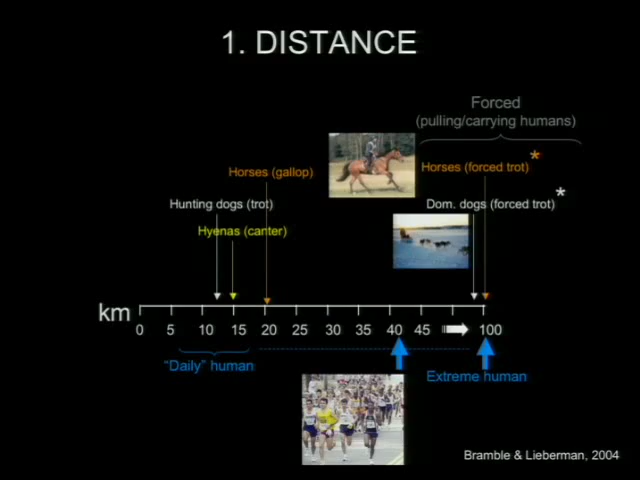 1. DISTANCE
Forced
(pulling/carrying humans)
Horses (gallop)
Horses (forced trot)*
Hunting dogs (trot)
Dom. dogs (forced trot)*
Hyenas (canter)
km
0 5 10 15 20 25 30 35 40 45 100
"Daily" human
Extreme human
Bramble & Lieberman, 2004